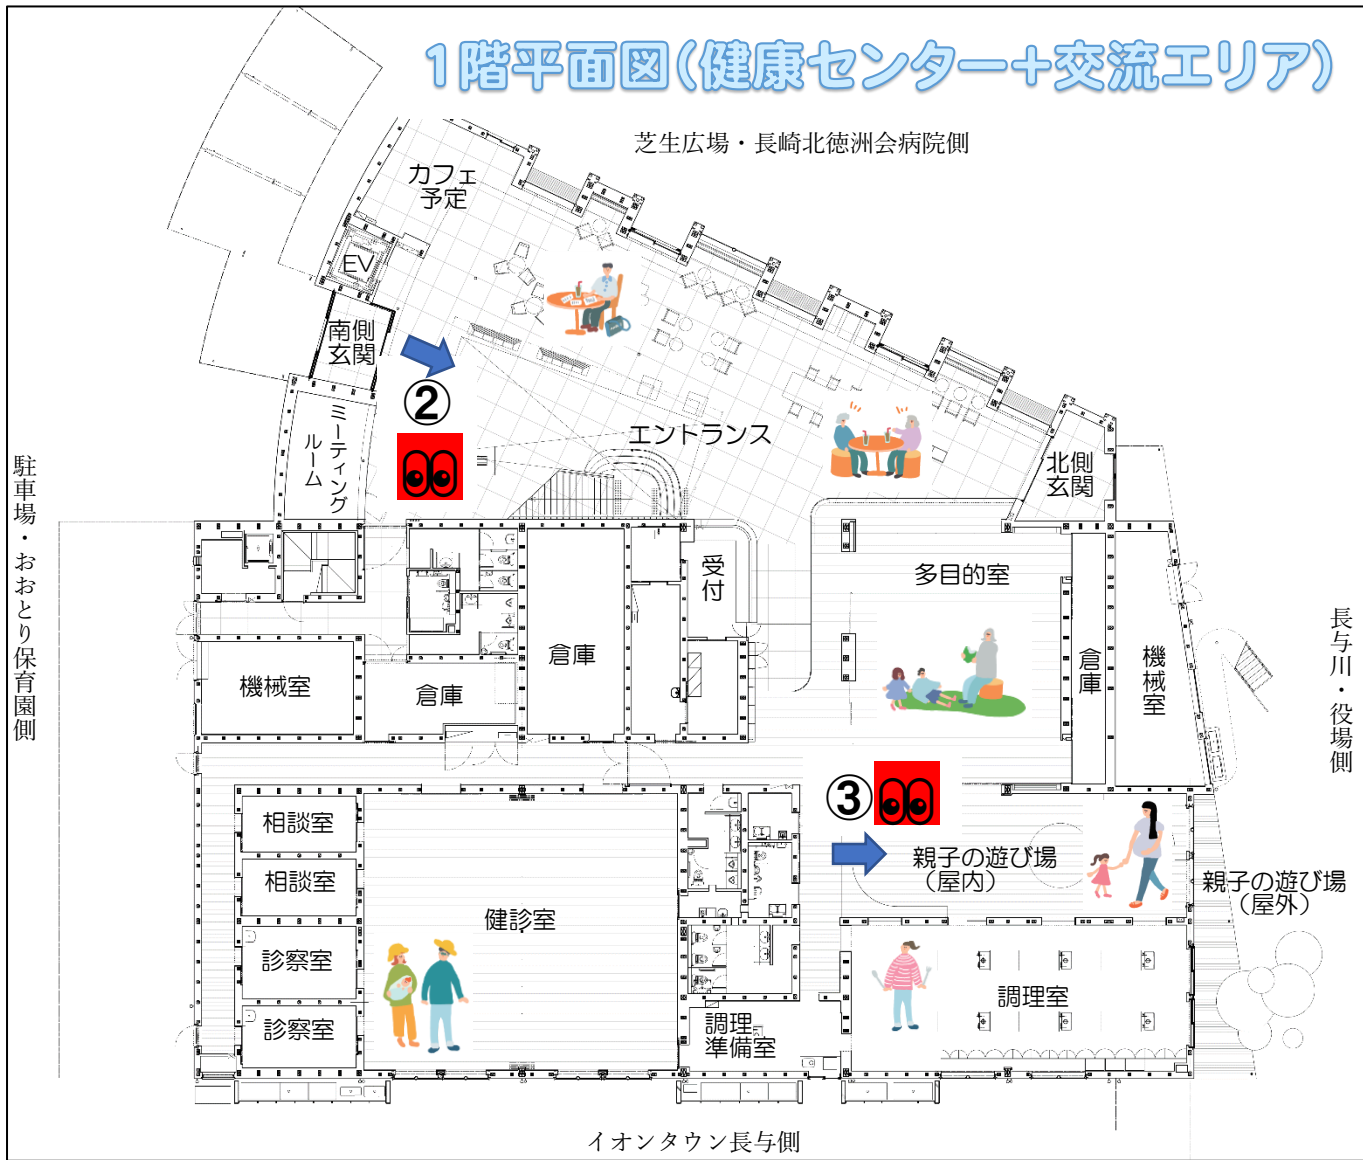 1階平面図(健康センター+交流エリア)
芝生広場・長崎北徳洲会病院側
カフェ
予定
EV
南側
玄関
②
ミーティング
ルーム
エントランス
北側
玄関
駐車場・おおとり保育園側
受付
多目的室
倉庫
倉庫
機械室
長与川・役場側
機械室
倉庫
③
相談室
相談室
親子の遊び場
(屋内)
親子の遊び場
(屋外)
健診室
診察室
調理室
診察室
調理
準備室
イオンタウン長与側